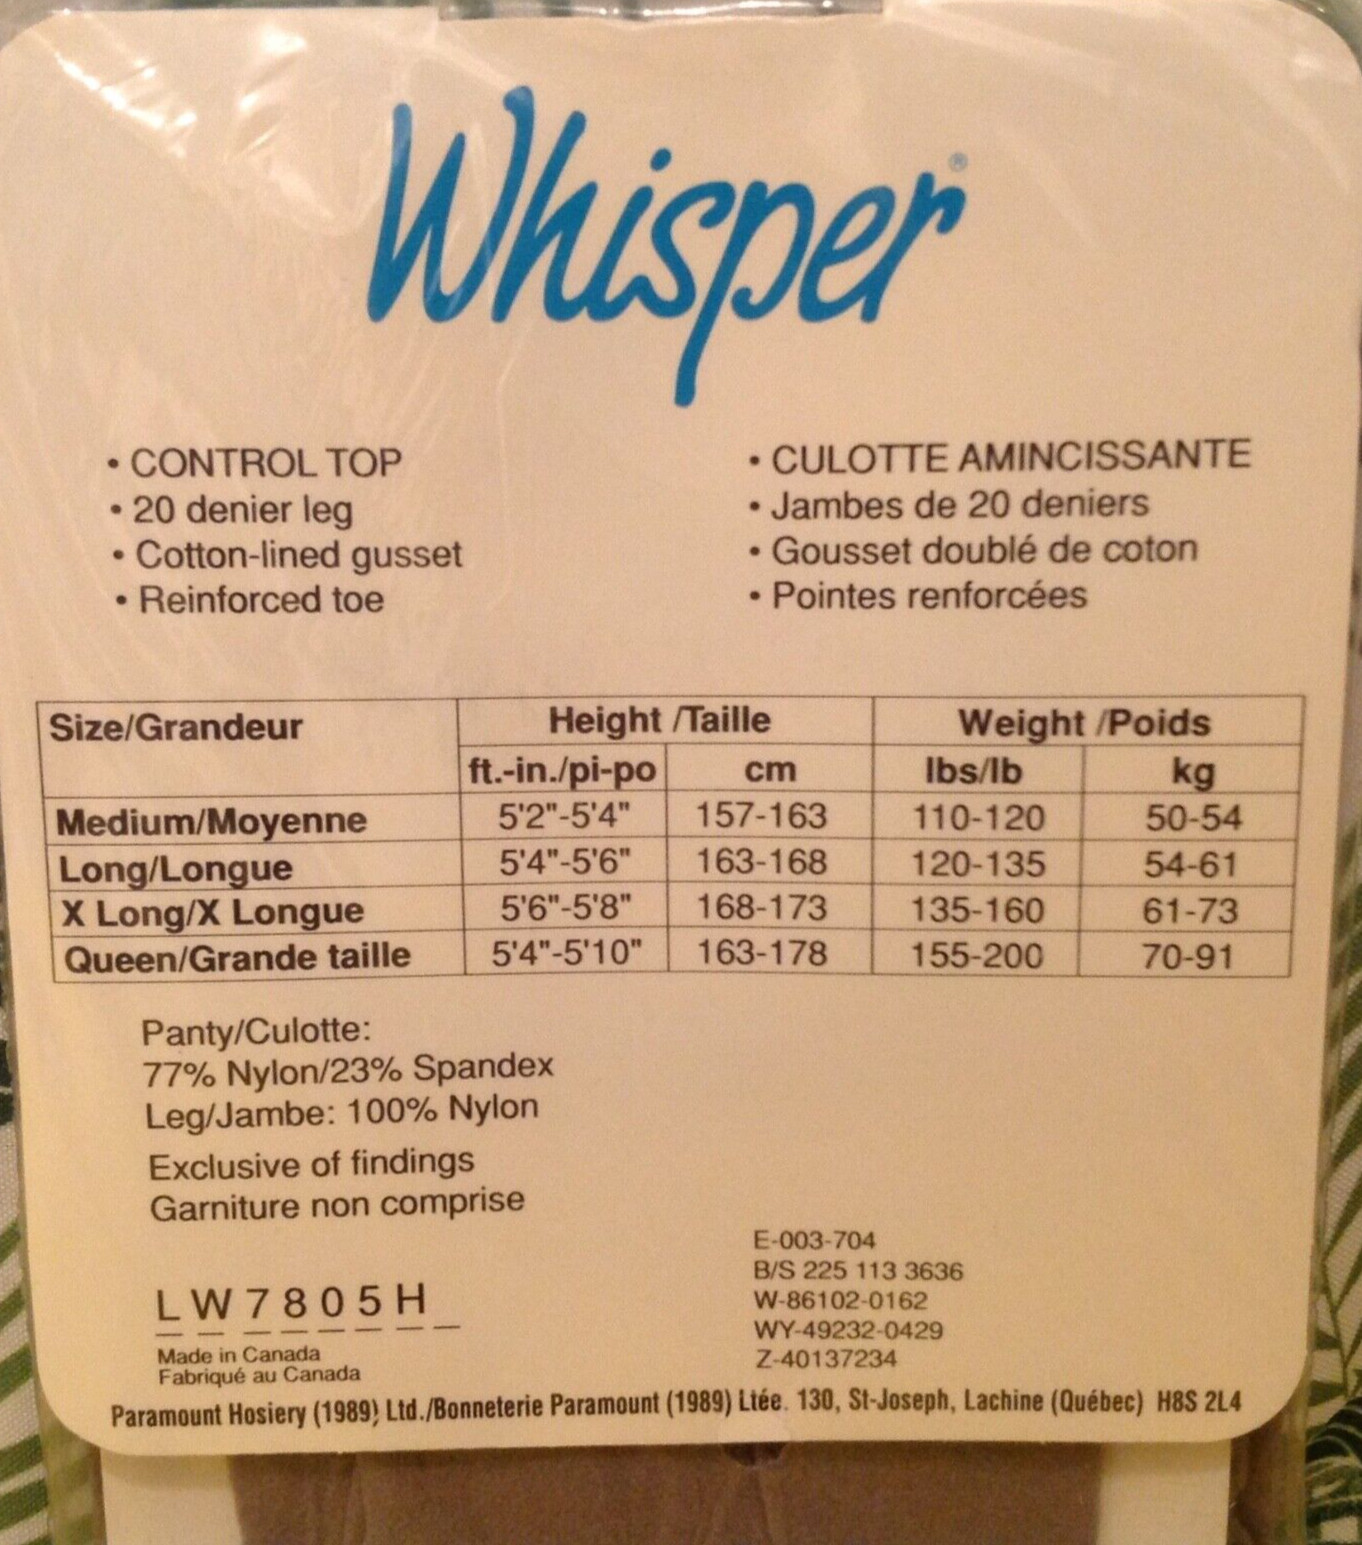 Whisper®
• CONTROL TOP
• 20 denier leg
• Cotton-lined gusset
• Reinforced toe
• CULOTTE AMINCISSANTE
• Jambes de 20 deniers
• Gousset doublé de coton
• Pointes renforcées
Size/Grandeur Height /Taille Weight /Poids
ft.-in./pi-po cm lbs/lb kg
Medium/Moyenne 5'2"-5'4" 157-163 110-120 50-54
Long/Longue 5'4"-5'6" 163-168 120-135 54-61
X Long/X Longue 5'6"-5'8" 168-173 135-160 61-73
Queen/Grande taille 5'4"-5'10" 163-178 155-200 70-91
Panty/Culotte:
77% Nylon/23% Spandex
Leg/Jambe: 100% Nylon
Exclusive of findings
Garniture non comprise
LW7805H
Made in Canada
Fabriqué au Canada
E-003-704
B/S 225 113 3636
W-86102-0162
WY-49232-0429
Z-40137234
Paramount Hosiery (1989) Ltd./Bonneterie Paramount (1989) Ltée. 130, St-Joseph, Lachine (Québec) H8S 2L4